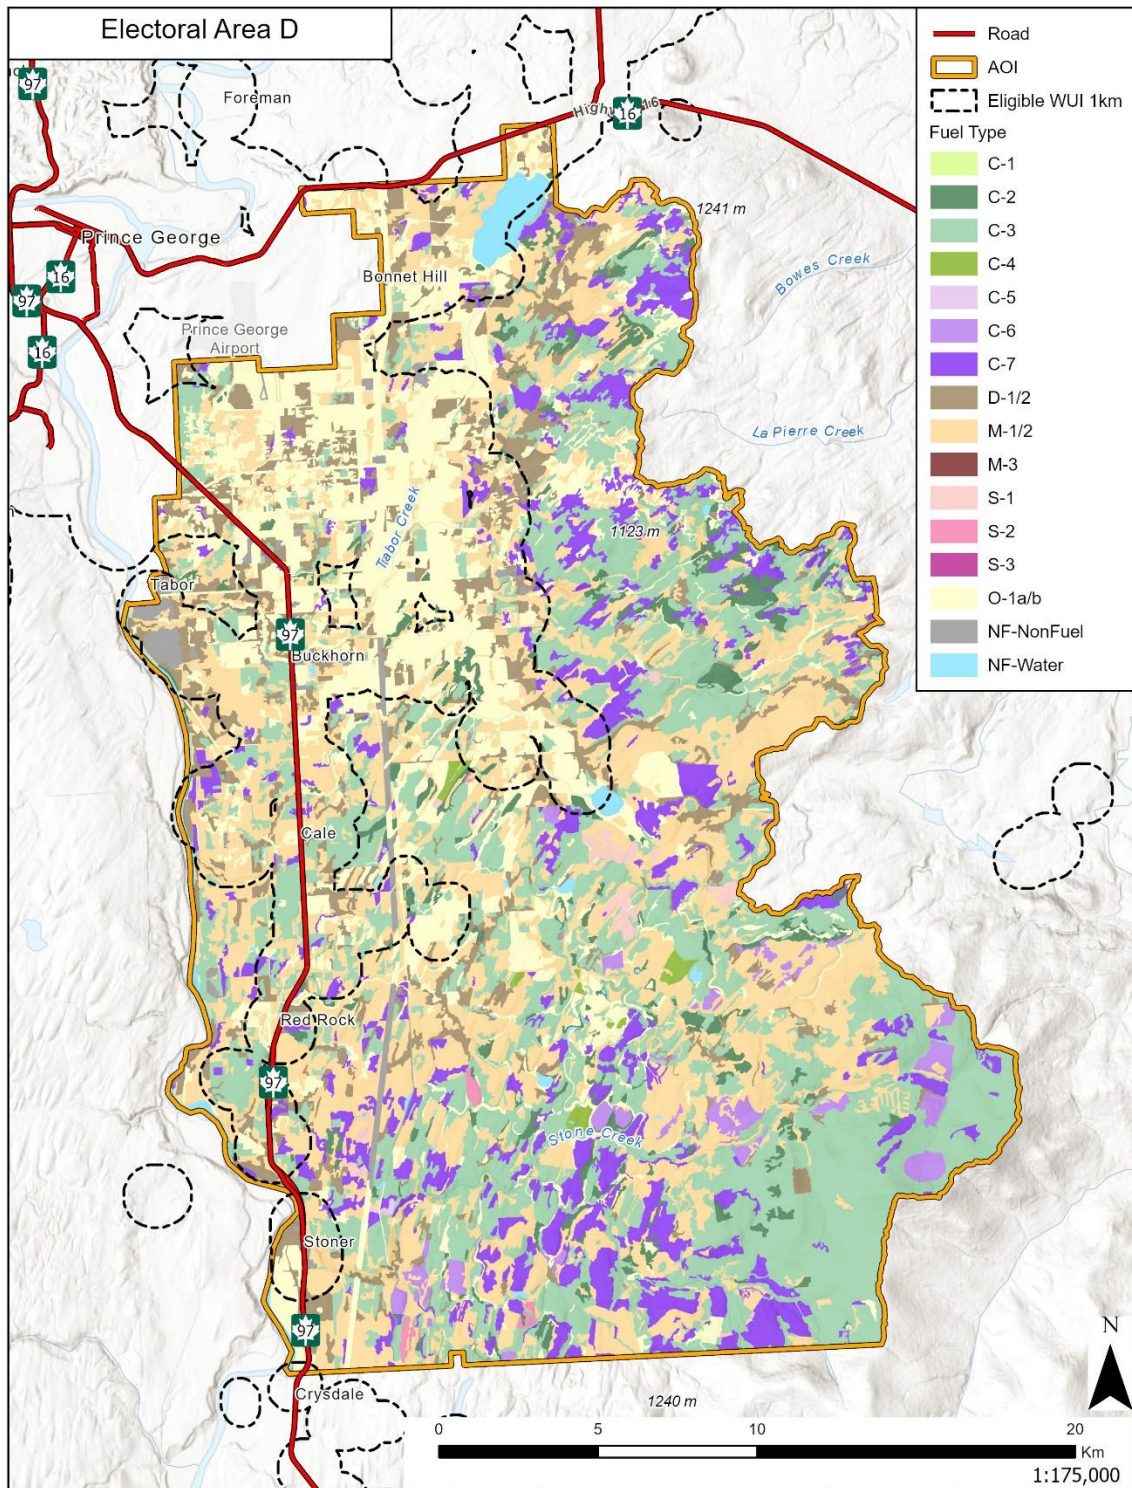 Electoral Area D
Road
AOI
Eligible WUI 1km
Fuel Type
C-1
C-2
C-3
C-4
C-5
C-6
C-7
D-1/2
M-1/2
M-3
S-1
S-2
S-3
O-1a/b
NF-NonFuel
NF-Water
97
Foreman
16
1241 m
Prince George
16
Bonnet Hill
Bowes Creek
97
Prince George
Airport
16
La Pierre Creek
Tabor Creek
1123 m
Tabor
97
Buckhorn
Cale
Red Rock
97
Stone Creek
Stoner
97
N
Crysdale
1240 m
0 5 10 20
Km
1:175,000